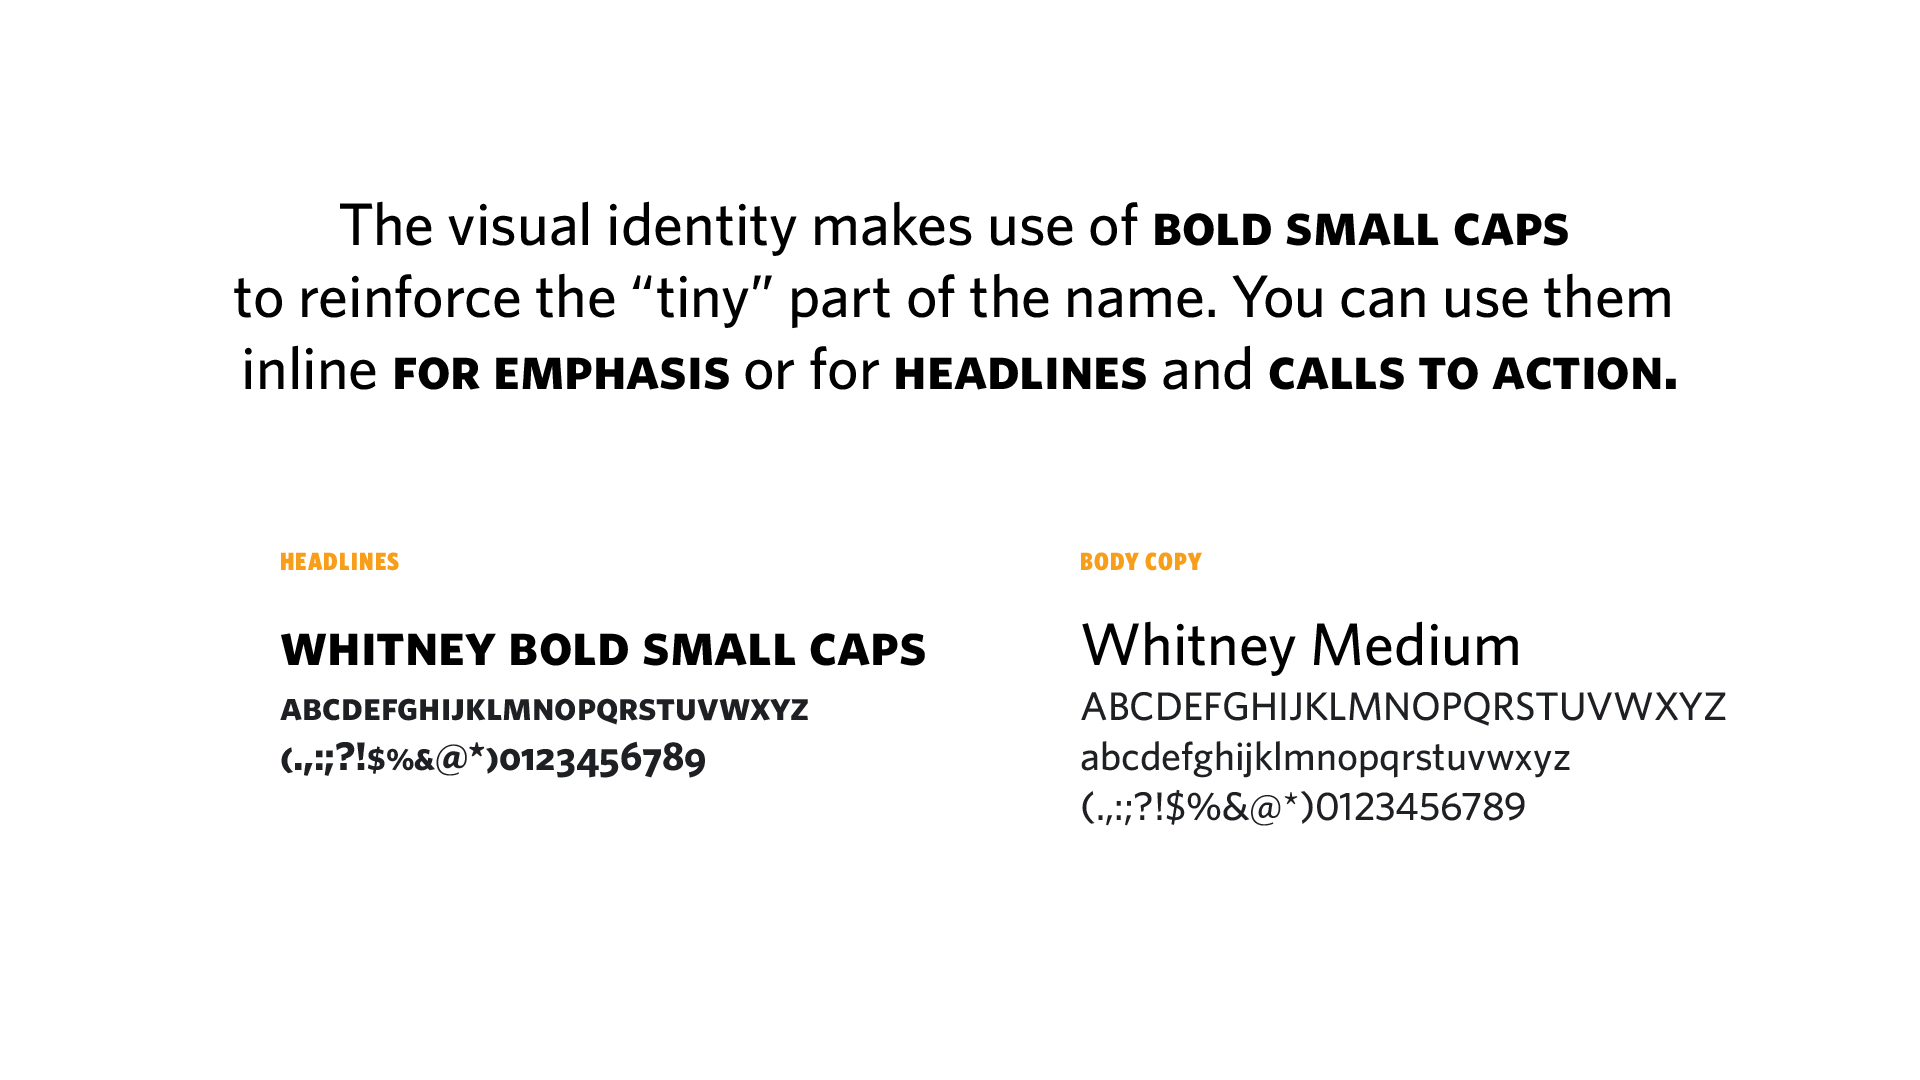 The visual identity makes use of BOLD SMALL CAPS
to reinforce the “tiny” part of the name. You can use them
inline FOR EMPHASIS or for HEADLINES and CALLS TO ACTION.
HEADLINES
WHITNEY BOLD SMALL CAPS
ABCDEFGHIJKLMNOPQRSTUVWXYZ
(.,:;?!$%&@*)0123456789
BODY COPY
Whitney Medium
ABCDEFGHIJKLMNOPQRSTUVWXYZ
abcdefghijklmnopqrstuvwxyz
(.,:;?!$%&@*)0123456789